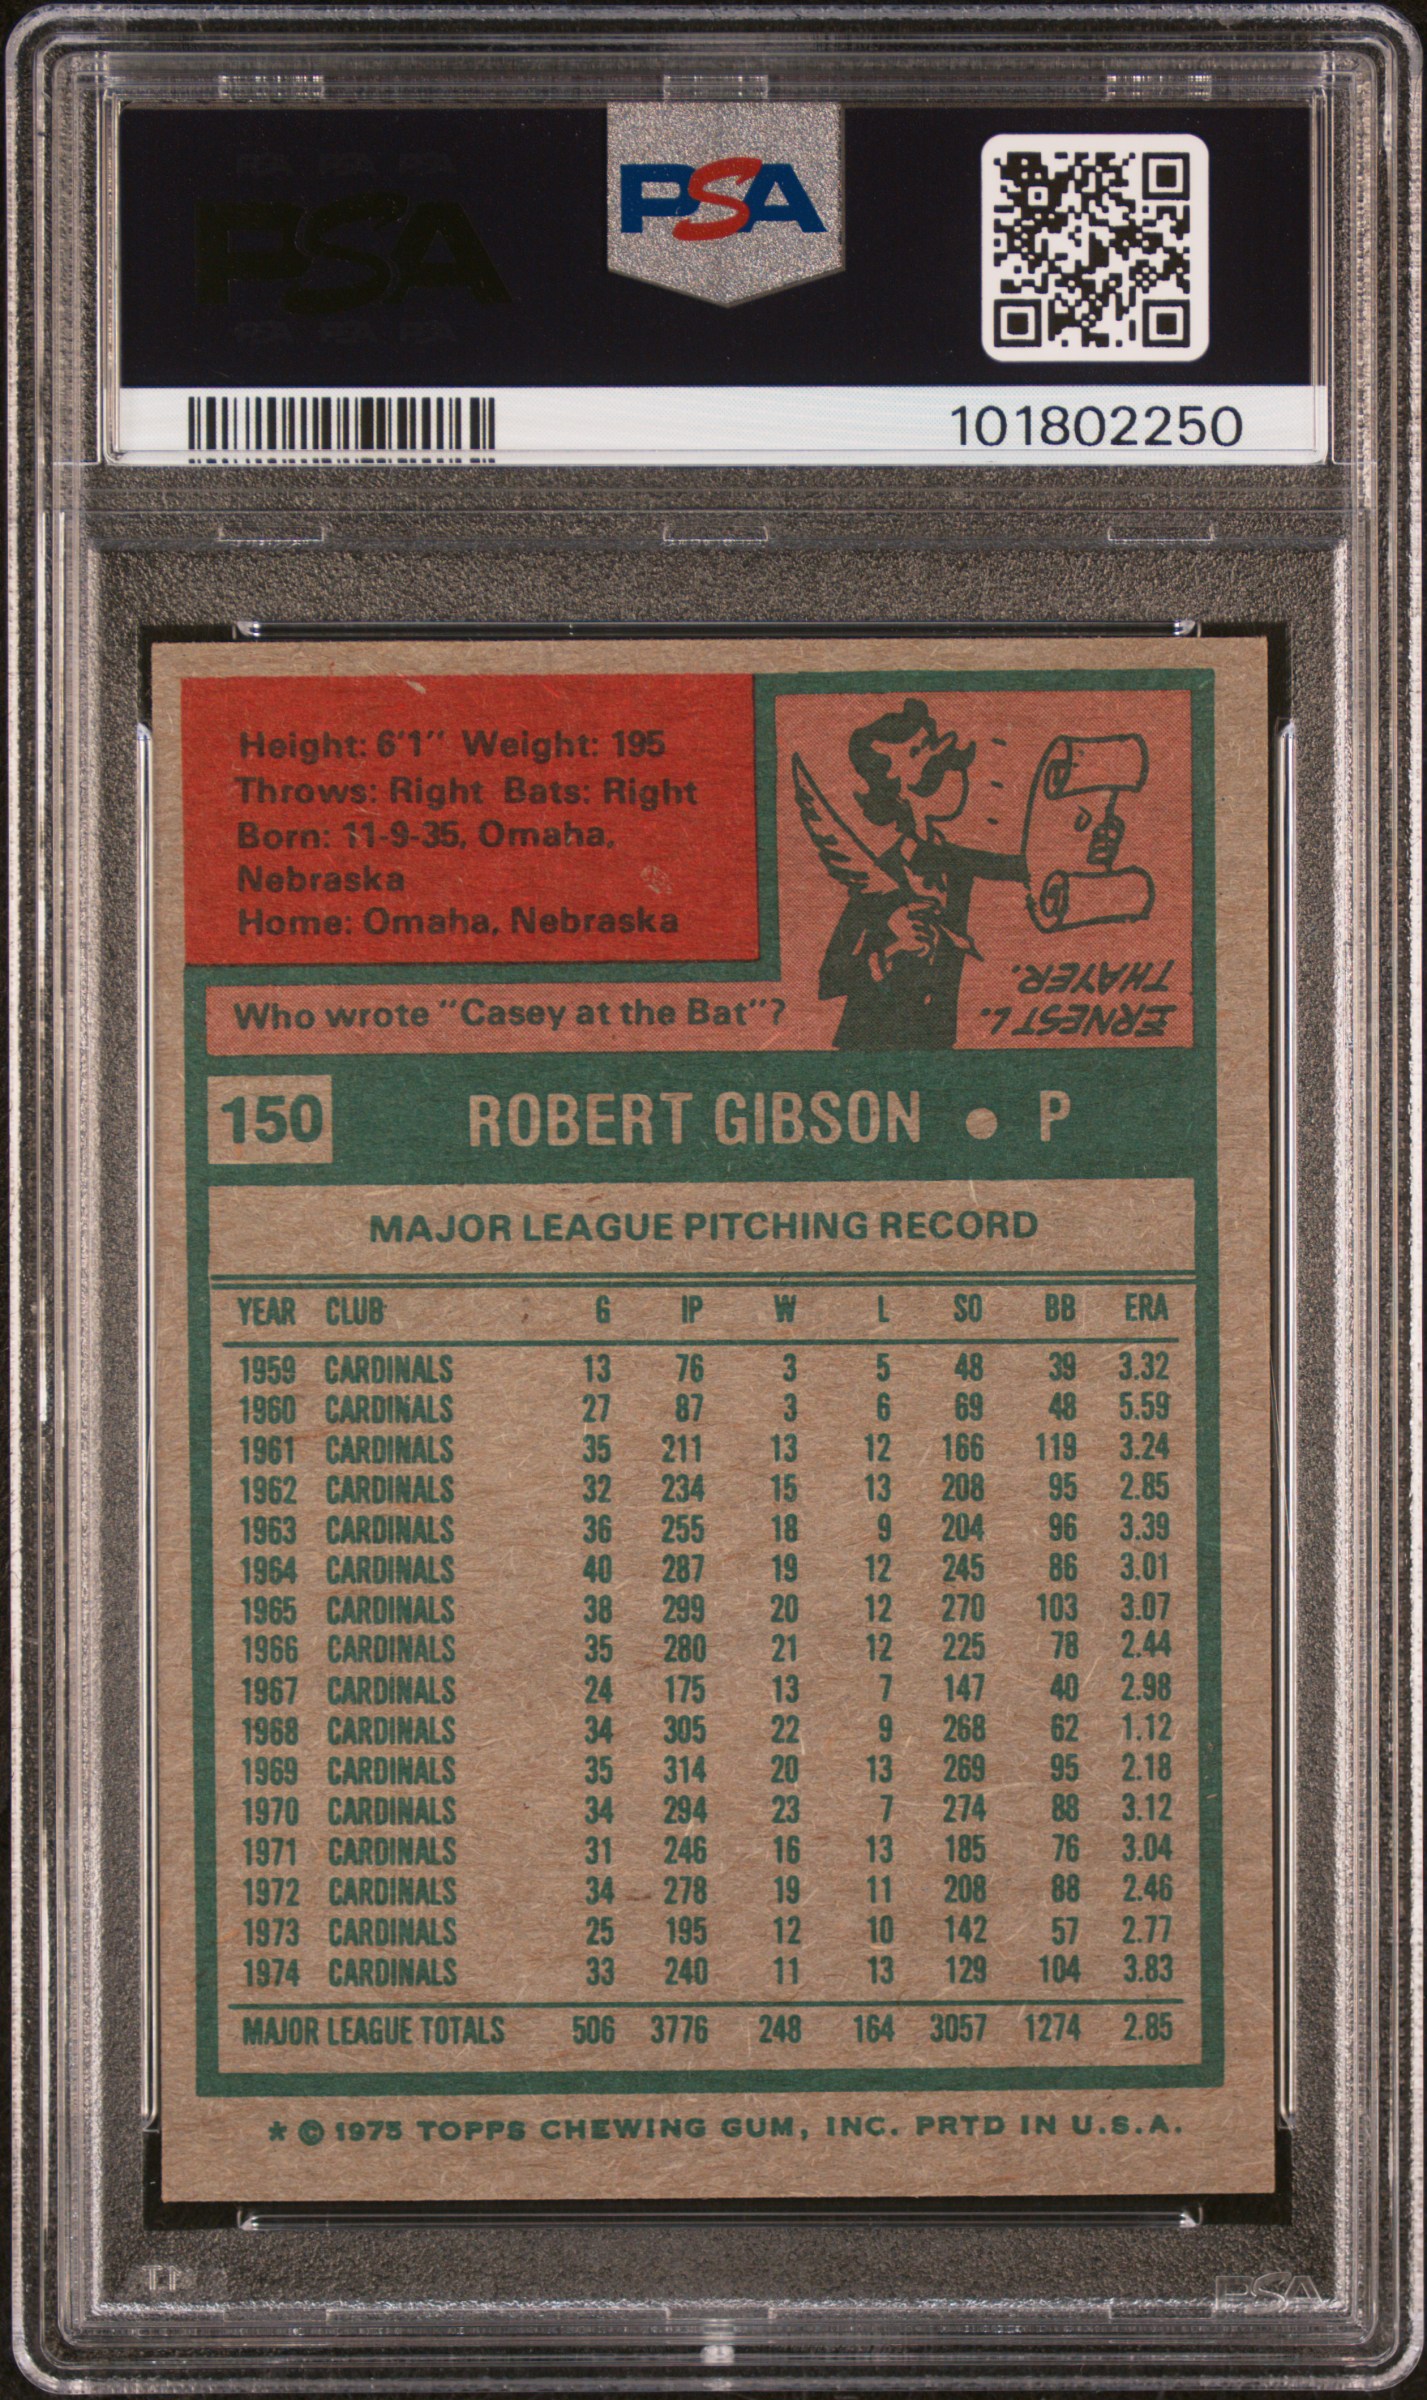 PSA PSA PSA
PSA
PSA PSA PSA
PSA
101802250
Height: 6'1" Weight: 195
Throws: Right Bats: Right
Born: 11-9-35, Omaha,
Nebraska
Home: Omaha, Nebraska
Who wrote "Casey at the Bat"?
ERNEST L.
THAYER.
150 ROBERT GIBSON • P
MAJOR LEAGUE PITCHING RECORD
YEAR CLUB G IP W L SO BB ERA
1959 CARDINALS 13 76 3 5 48 39 3.32
1960 CARDINALS 27 87 3 6 69 48 5.59
1961 CARDINALS 35 211 13 12 166 119 3.24
1962 CARDINALS 32 234 15 13 208 95 2.85
1963 CARDINALS 36 255 18 9 204 96 3.39
1964 CARDINALS 40 287 19 12 245 86 3.01
1965 CARDINALS 38 299 20 12 270 103 3.07
1966 CARDINALS 35 280 21 12 225 78 2.44
1967 CARDINALS 24 175 13 7 147 40 2.98
1968 CARDINALS 34 305 22 9 268 62 1.12
1969 CARDINALS 35 314 20 13 269 95 2.18
1970 CARDINALS 34 294 23 7 274 88 3.12
1971 CARDINALS 31 246 16 13 185 76 3.04
1972 CARDINALS 34 278 19 11 208 88 2.46
1973 CARDINALS 25 195 12 10 142 57 2.77
1974 CARDINALS 33 240 11 13 129 104 3.83
MAJOR LEAGUE TOTALS 506 3776 248 164 3057 1274 2.85
* © 1975 TOPPS CHEWING GUM, INC. PRTD IN U.S.A.
PSA